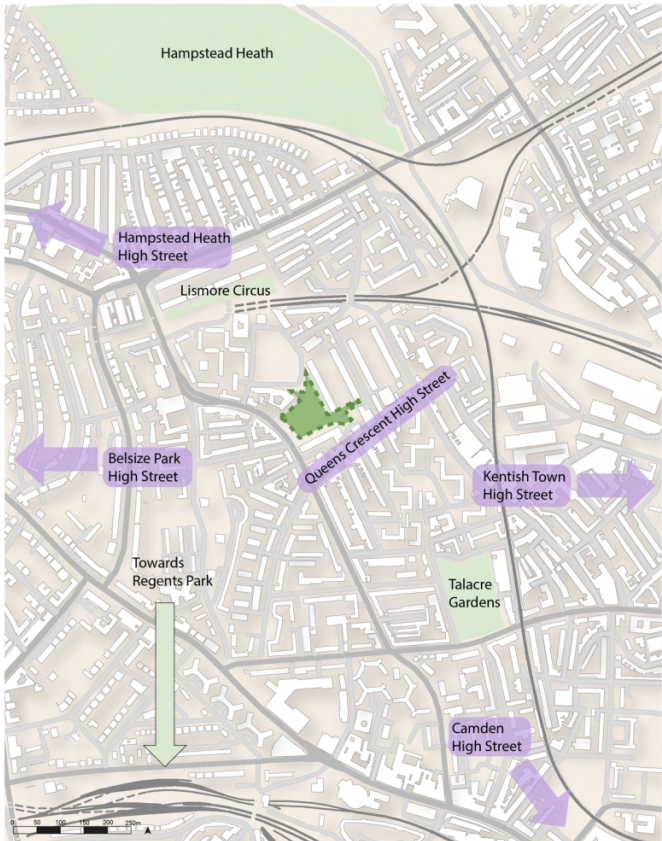 Hampstead Heath
Hampstead Heath
High Street
Lismore Circus
Queens Crescent High Street
Belsize Park
High Street
Kentish Town
High Street
Towards
Regents Park
Talacre
Gardens
Camden
High Street
0 50 100 150 200 250m